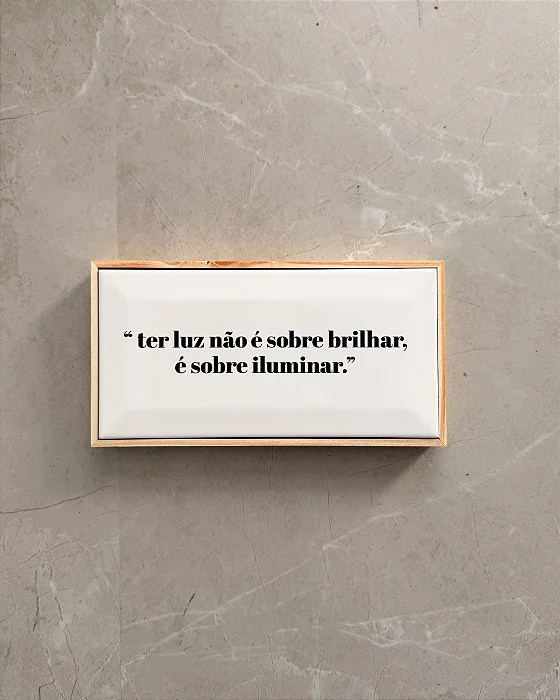 “ ter luz não é sobre brilhar,
é sobre iluminar.”